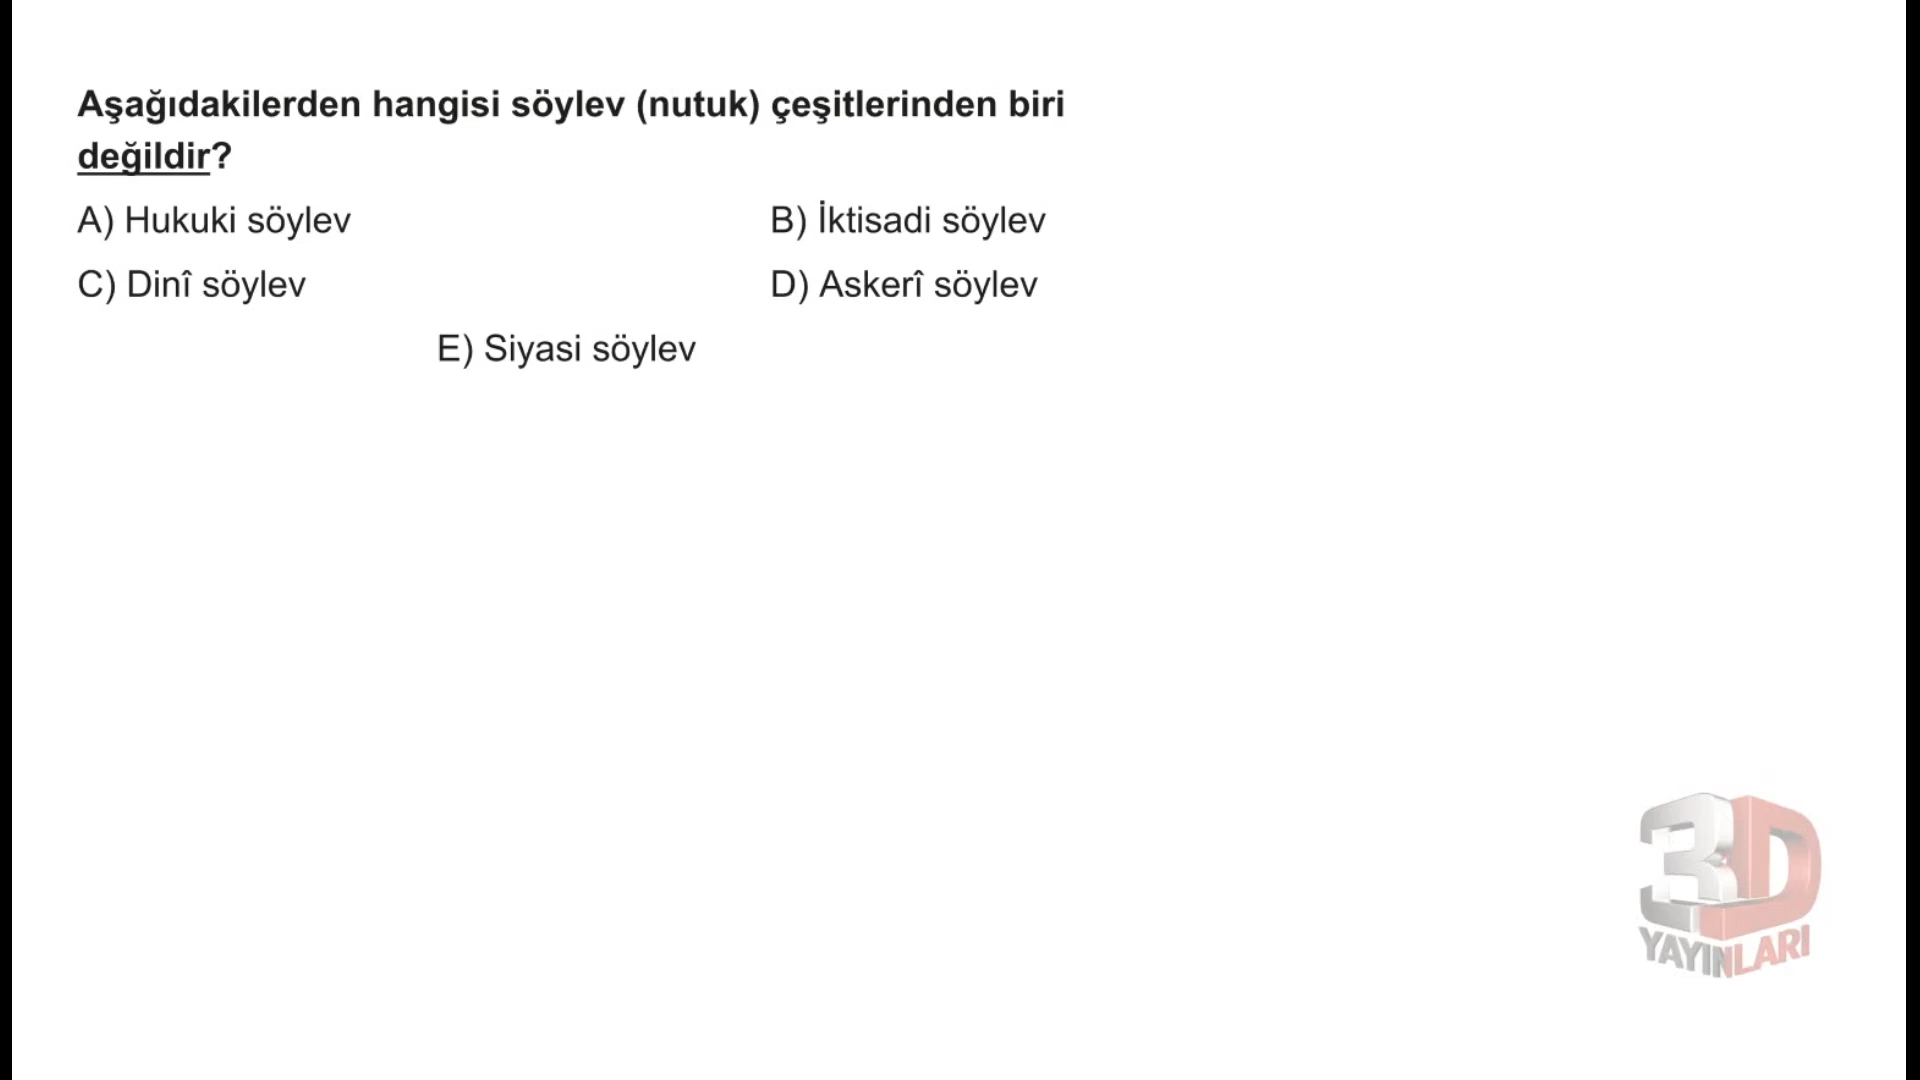 Aşağıdakilerden hangisi söylev (nutuk) çeşitlerinden biri
değildir?
A) Hukuki söylev B) İktisadi söylev
C) Dinî söylev D) Askerî söylev
E) Siyasi söylev
3D
YAYINLARI